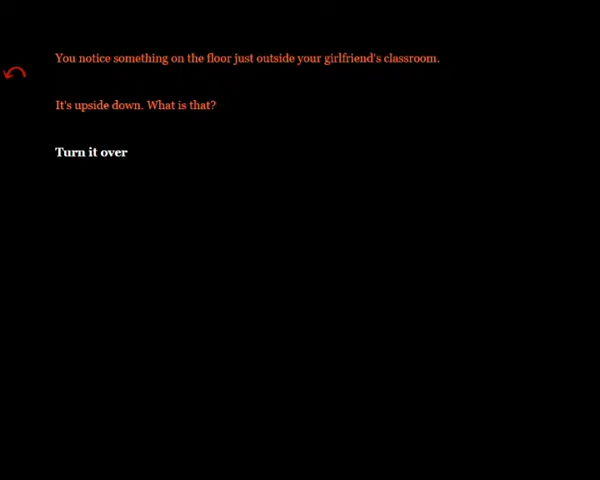 You notice something on the floor just outside your girlfriend's classroom.
It's upside down. What is that?
Turn it over